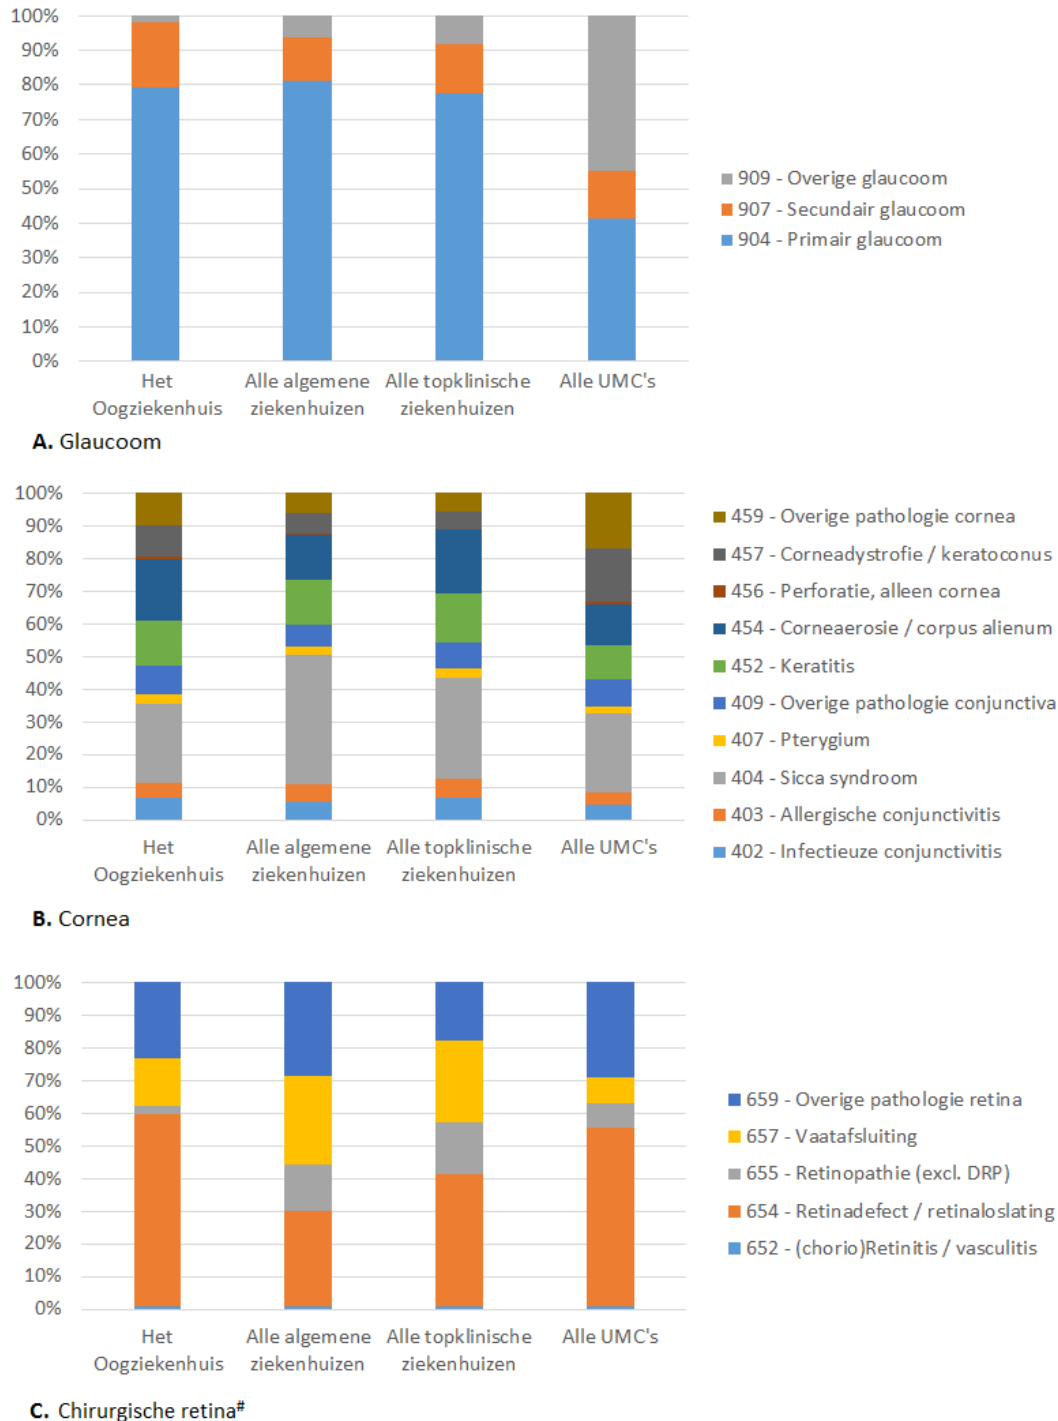 100%
90%
80%
70%
60%
50%
40%
30%
20%
10%
0%
Het
Oogziekenhuis
Alle algemene
ziekenhuizen
Alle topklinische
ziekenhuizen
Alle UMC's
909 - Overige glaucoom
907 - Secundair glaucoom
904 - Primair glaucoom
A. Glaucoom
100%
90%
80%
70%
60%
50%
40%
30%
20%
10%
0%
Het
Oogziekenhuis
Alle algemene
ziekenhuizen
Alle topklinische
ziekenhuizen
Alle UMC's
459 - Overige pathologie cornea
457 - Corneadystrofie / keratoconus
456 - Perforatie, alleen cornea
454 - Corneaerosie / corpus alienum
452 - Keratitis
409 - Overige pathologie conjunctiva
407 - Pterygium
404 - Sicca syndroom
403 - Allergische conjunctivitis
402 - Infectieuze conjunctivitis
B. Cornea
100%
90%
80%
70%
60%
50%
40%
30%
20%
10%
0%
Het
Oogziekenhuis
Alle algemene
ziekenhuizen
Alle topklinische
ziekenhuizen
Alle UMC's
659 - Overige pathologie retina
657 - Vaatafsluiting
655 - Retinopathie (excl. DRP)
654 - Retinadefect / retinaloslating
652 - (chorio)Retinitis / vasculitis
C. Chirurgische retina#